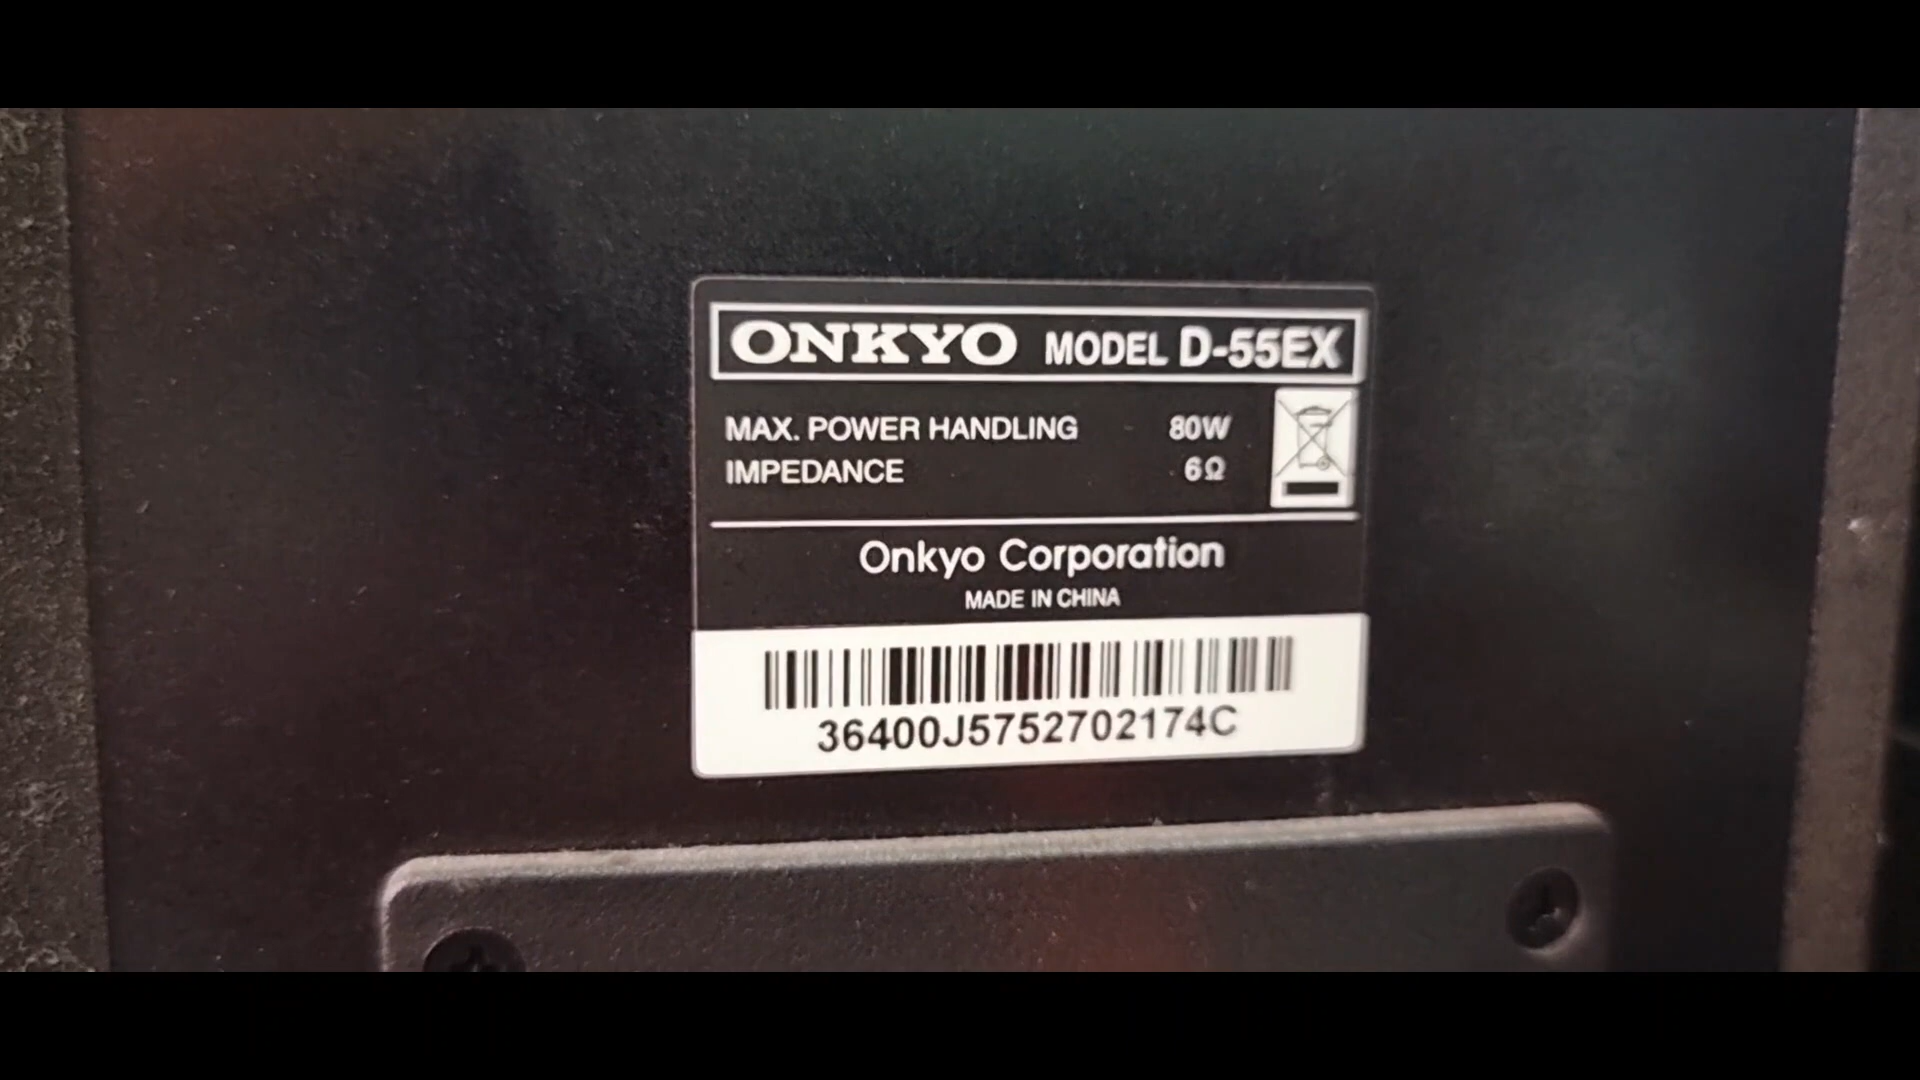 ONKYO MODEL D-55EX
MAX. POWER HANDLING 80W
IMPEDANCE 6Ω
Onkyo Corporation
MADE IN CHINA
36400J5752702174C